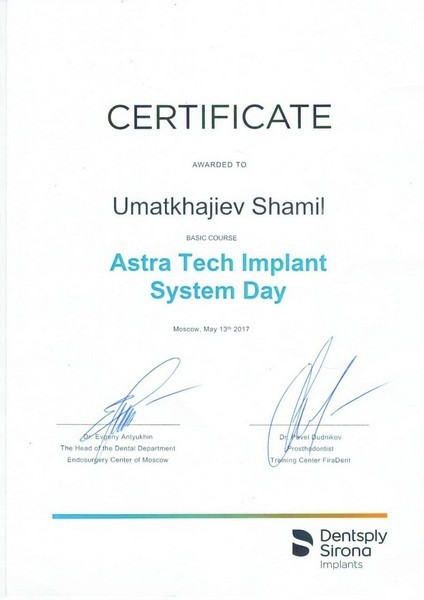 CERTIFICATE
AWARDED TO
Umatkhajiev Shamil
BASIC COURSE
Astra Tech Implant
System Day
Moscow, May 13th 2017
Dr. Evgeny Antyukhin
The Head of the Dental Department
Endosurgery Center of Moscow
Dr. Pavel Dudnikov
Prosthodontist
Training Center FiraDent
Dentsply
Sirona
Implants